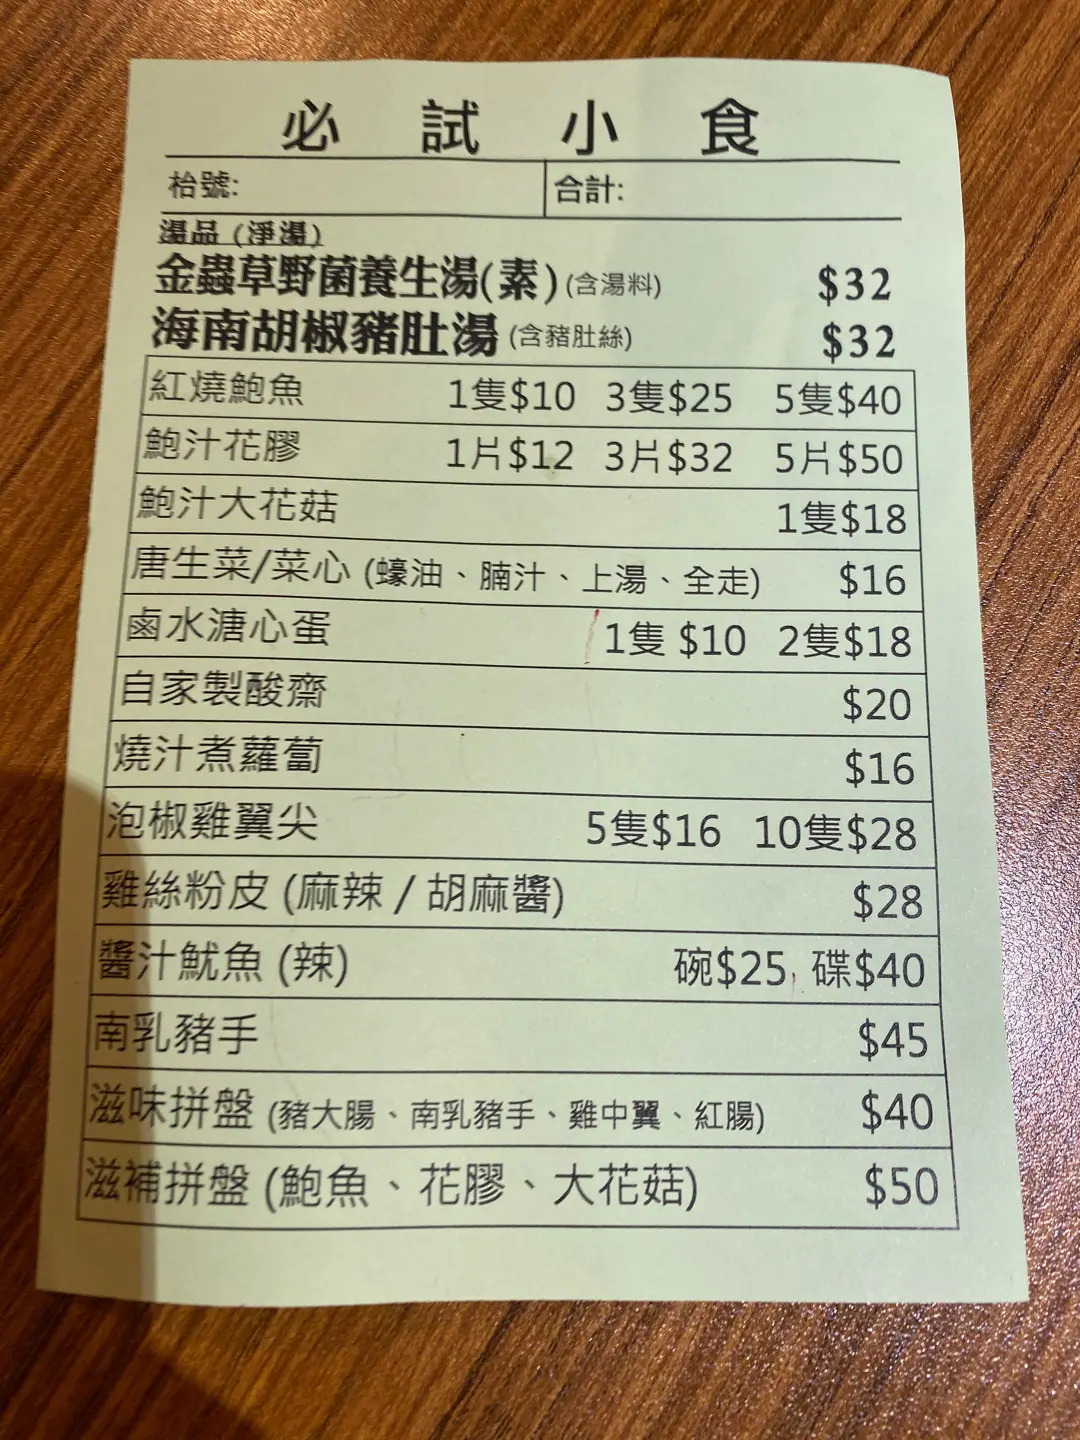 必試小食
枱號: 合計:
湯品 (淨湯)
金蟲草野菌養生湯(素) (含湯料) $32
海南胡椒豬肚湯 (含豬肚絲) $32
紅燒鮑魚 1隻$10 3隻$25 5隻$40
鮑汁花膠 1片$12 3片$32 5片$50
鮑汁大花菇 1隻$18
唐生菜/菜心 (蠔油、腩汁、上湯、全走) $16
鹵水溏心蛋 1隻 $10 2隻$18
自家製酸齋 $20
燒汁煮蘿蔔 $16
泡椒雞翼尖 5隻$16 10隻$28
雞絲粉皮 (麻辣 / 胡麻醬) $28
醬汁魷魚 (辣) 碗$25, 碟$40
南乳豬手 $45
滋味拼盤 (豬大腸、南乳豬手、雞中翼、紅腸) $40
滋補拼盤 (鮑魚、花膠、大花菇) $50